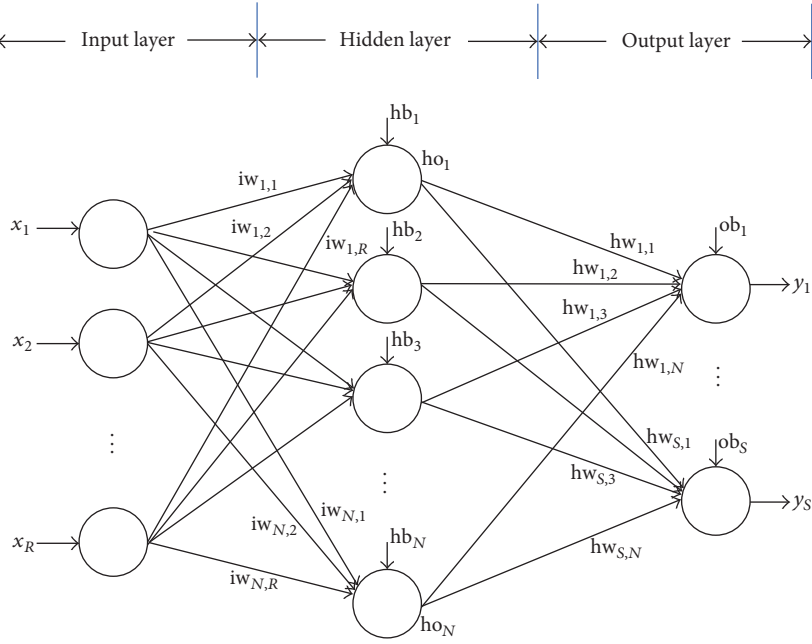 Input layer
Hidden layer
Output layer
hb1
ho1
iw1,1
x1
iw1,2
iw1,R
hb2
hw1,1
ob1
hw1,2
y1
hw1,3
x2
hb3
hw1,N
⋮
⋮
hwS,1
obS
⋮
hwS,3
yS
iwN,1
iwN,2
xR
hbN
hwS,N
iwN,R
hoN